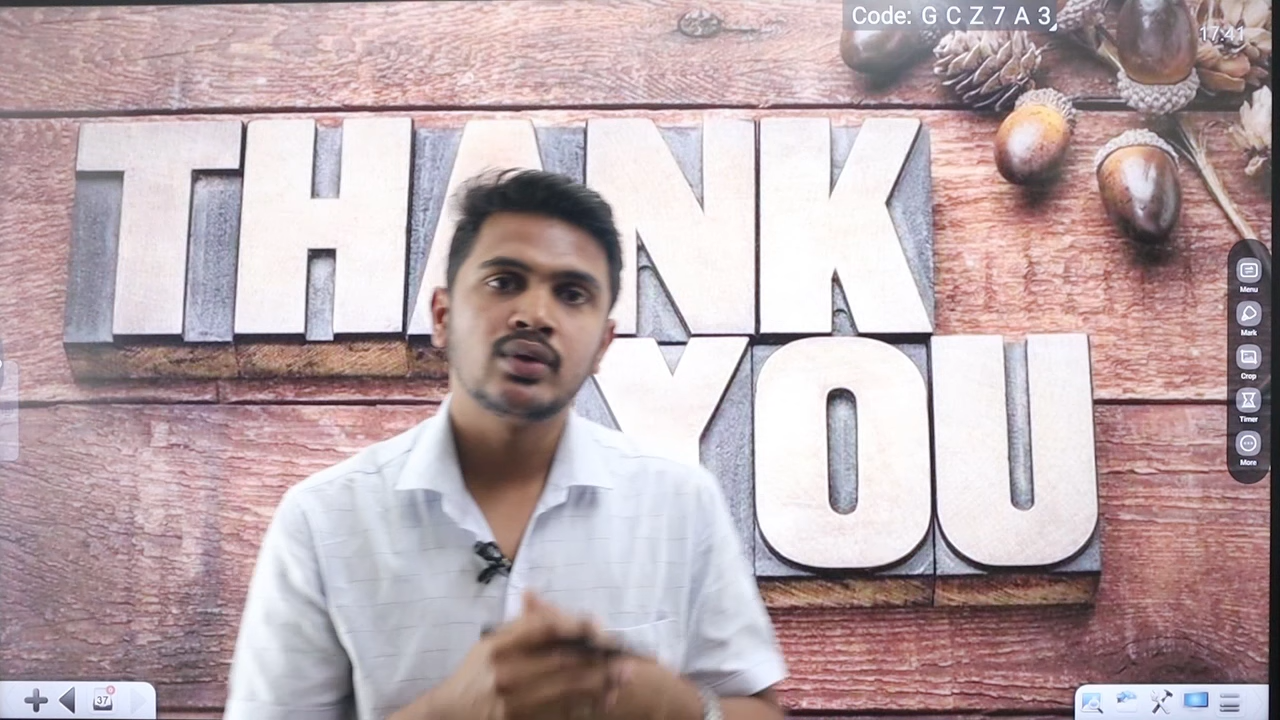 Code: G C Z 7 A 3
17:41
THANK
YOU
Menu
Mark
Crop
Timer
More
37